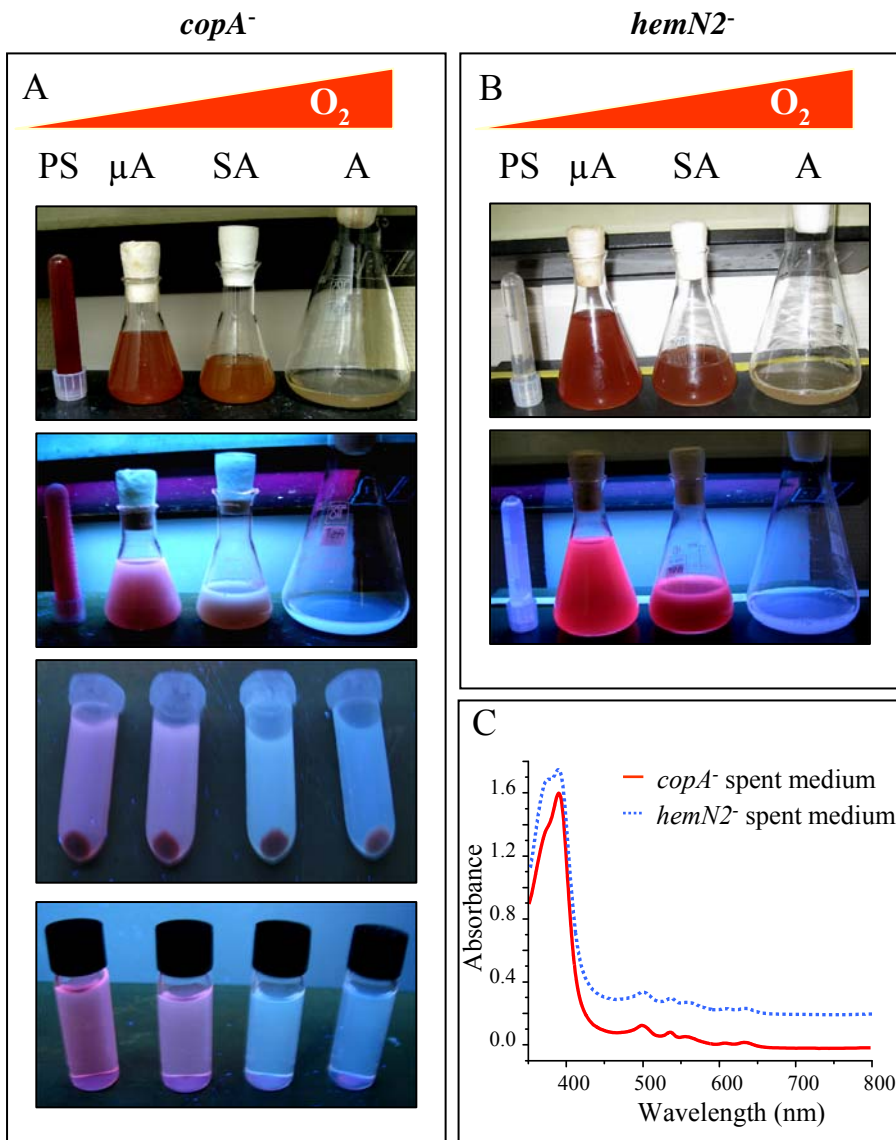 copA-
hemN2-
A
O2
PS µA SA A
B
O2
PS µA SA A
C
copA- spent medium
hemN2- spent medium
Absorbance
1.6
1.2
0.8
0.4
0.0
400 500 600 700 800
Wavelength (nm)